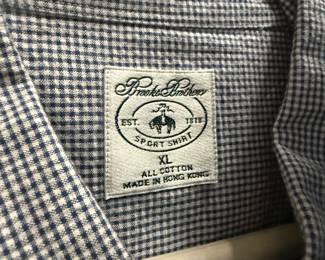 Brooks Brothers
EST. 1818
SPORT SHIRT
XL
ALL COTTON
MADE IN HONG KONG